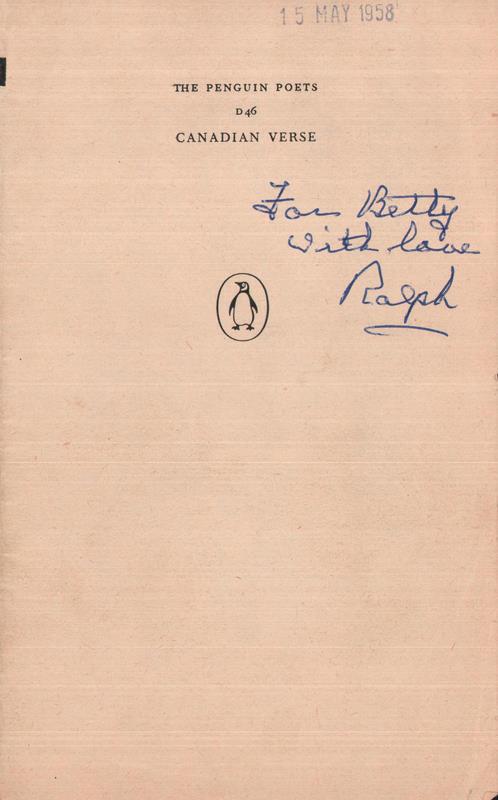 15 MAY 1958
THE PENGUIN POETS
D46
CANADIAN VERSE
For Betty
with love
Ralph